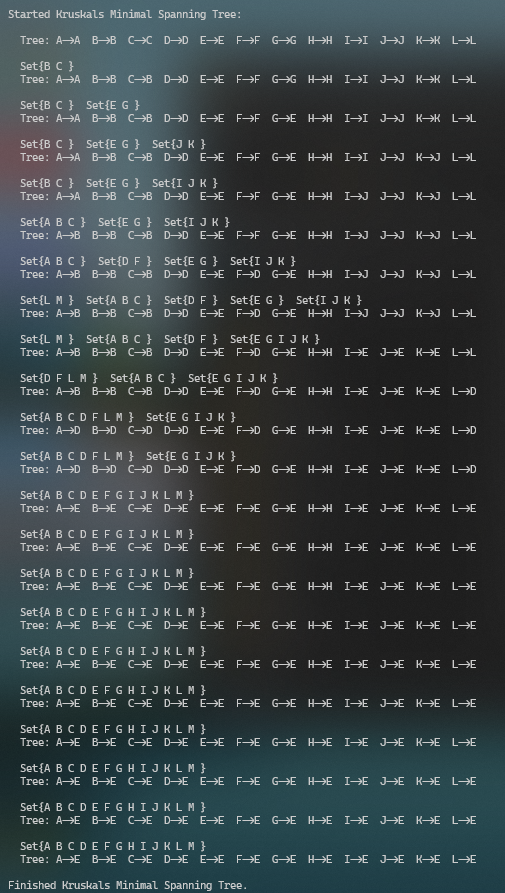 Started Kruskals Minimal Spanning Tree:
Tree: A→A B→B C→C D→D E→E F→F G→G H→H I→I J→J K→K L→L
Set{B C }
Tree: A→A B→B C→B D→D E→E F→F G→G H→H I→I J→J K→K L→L
Set{B C } Set{E G }
Tree: A→A B→B C→B D→D E→E F→F G→E H→H I→I J→J K→K L→L
Set{B C } Set{E G } Set{J K }
Tree: A→A B→B C→B D→D E→E F→F G→E H→H I→I J→J K→J L→L
Set{B C } Set{E G } Set{I J K }
Tree: A→A B→B C→B D→D E→E F→F G→E H→H I→J J→J K→J L→L
Set{A B C } Set{E G } Set{I J K }
Tree: A→B B→B C→B D→D E→E F→F G→E H→H I→J J→J K→J L→L
Set{A B C } Set{D F } Set{E G } Set{I J K }
Tree: A→B B→B C→B D→D E→E F→D G→E H→H I→J J→J K→J L→L
Set{L M } Set{A B C } Set{D F } Set{E G } Set{I J K }
Tree: A→B B→B C→B D→D E→E F→D G→E H→H I→J J→J K→J L→L
Set{L M } Set{A B C } Set{D F } Set{E G I J K }
Tree: A→B B→B C→B D→D E→E F→D G→E H→H I→E J→E K→E L→L
Set{D F L M } Set{A B C } Set{E G I J K }
Tree: A→B B→B C→B D→D E→E F→D G→E H→H I→E J→E K→E L→D
Set{A B C D F L M } Set{E G I J K }
Tree: A→D B→D C→D D→D E→E F→D G→E H→H I→E J→E K→E L→D
Set{A B C D F L M } Set{E G I J K }
Tree: A→D B→D C→D D→D E→E F→D G→E H→H I→E J→E K→E L→D
Set{A B C D E F G I J K L M }
Tree: A→E B→E C→E D→E E→E F→E G→E H→H I→E J→E K→E L→E
Set{A B C D E F G I J K L M }
Tree: A→E B→E C→E D→E E→E F→E G→E H→H I→E J→E K→E L→E
Set{A B C D E F G I J K L M }
Tree: A→E B→E C→E D→E E→E F→E G→E H→H I→E J→E K→E L→E
Set{A B C D E F G H I J K L M }
Tree: A→E B→E C→E D→E E→E F→E G→E H→E I→E J→E K→E L→E
Set{A B C D E F G H I J K L M }
Tree: A→E B→E C→E D→E E→E F→E G→E H→E I→E J→E K→E L→E
Set{A B C D E F G H I J K L M }
Tree: A→E B→E C→E D→E E→E F→E G→E H→E I→E J→E K→E L→E
Set{A B C D E F G H I J K L M }
Tree: A→E B→E C→E D→E E→E F→E G→E H→E I→E J→E K→E L→E
Set{A B C D E F G H I J K L M }
Tree: A→E B→E C→E D→E E→E F→E G→E H→E I→E J→E K→E L→E
Set{A B C D E F G H I J K L M }
Tree: A→E B→E C→E D→E E→E F→E G→E H→E I→E J→E K→E L→E
Set{A B C D E F G H I J K L M }
Tree: A→E B→E C→E D→E E→E F→E G→E H→E I→E J→E K→E L→E
Finished Kruskals Minimal Spanning Tree.